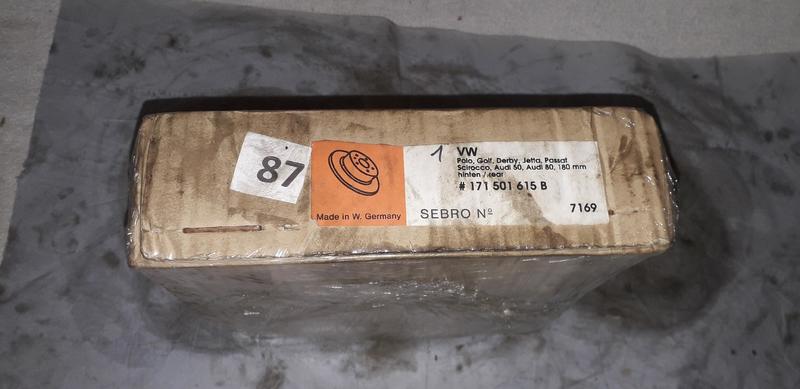 87
Made in W. Germany
1
VW
Polo, Golf, Derby, Jetta, Passat
Scirocco, Audi 50, Audi 80, 180 mm
hinten / rear
# 171 501 615 B
SEBRO Nº 7169